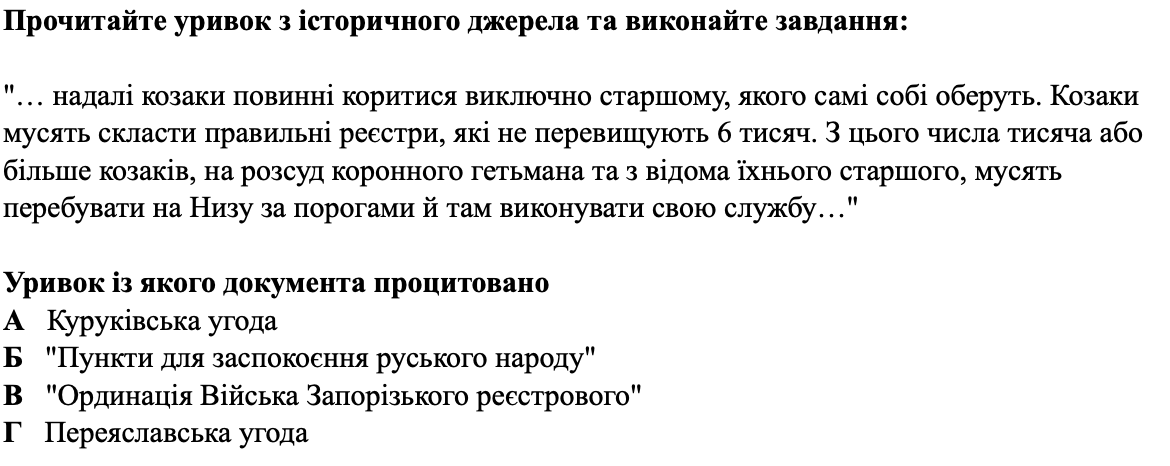 Прочитайте уривок з історичного джерела та виконайте завдання:
"… надалі козаки повинні коритися виключно старшому, якого самі собі оберуть. Козаки
мусять скласти правильні реєстри, які не перевищують 6 тисяч. З цього числа тисяча або
більше козаків, на розсуд коронного гетьмана та з відома їхнього старшого, мусять
перебувати на Низу за порогами й там виконувати свою службу…"
Уривок із якого документа процитовано
А Куруківська угода
Б "Пункти для заспокоєння руського народу"
В "Ординація Війська Запорізького реєстрового"
Г Переяславська угода